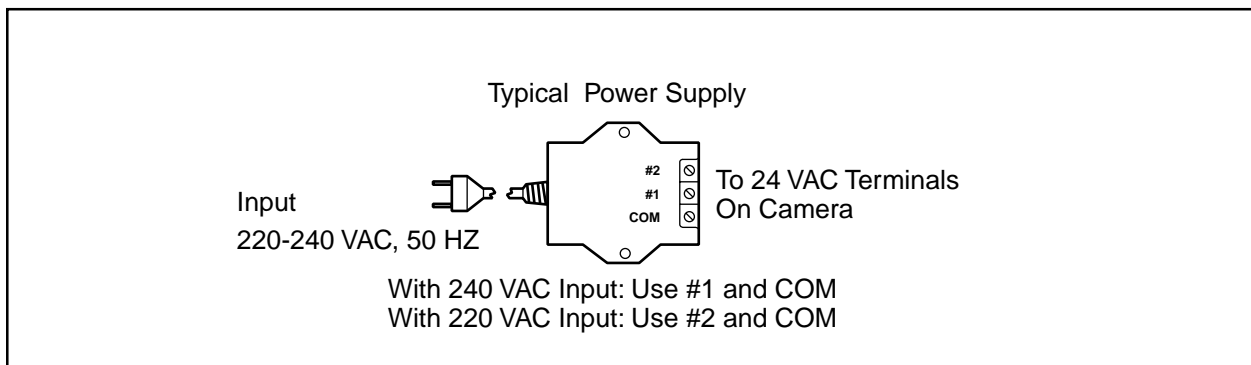 Typical Power Supply
#2
#1
COM
To 24 VAC Terminals
On Camera
Input
220-240 VAC, 50 HZ
With 240 VAC Input: Use #1 and COM
With 220 VAC Input: Use #2 and COM